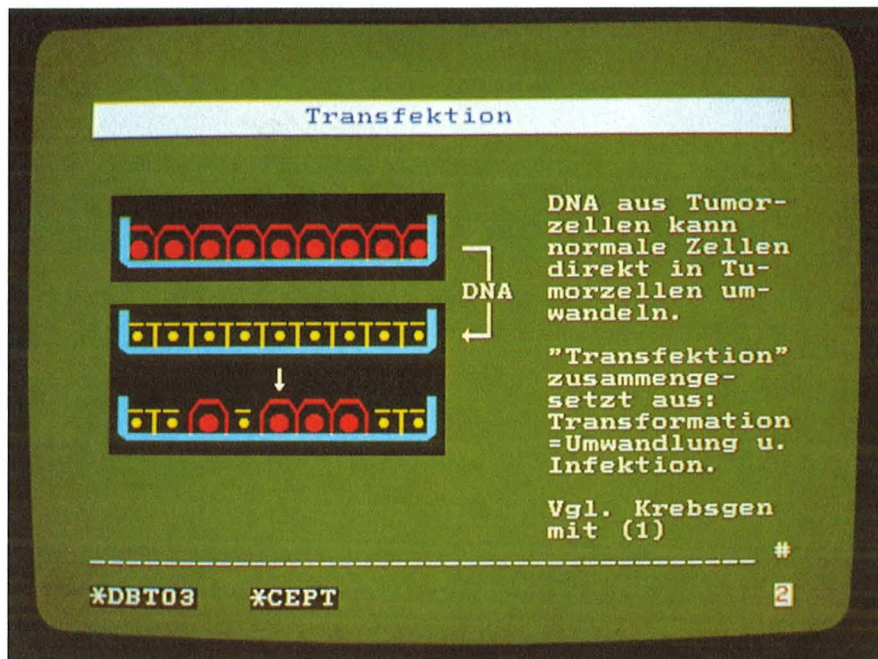 Transfektion
DNA
DNA aus Tumor-
zellen kann
normale Zellen
direkt in Tu-
morzellen um-
wandeln.
"Transfektion"
zusammenge-
setzt aus:
Transformation
=Umwandlung u.
Infektion.
Vgl. Krebsgen
mit (1)
#
*DBT03 *CEPT 2